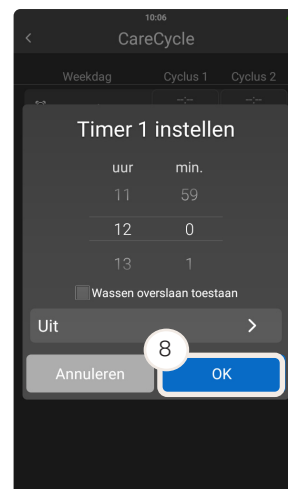 10:06
CareCycle
Weekdag Cyclus 1 Cyclus 2
--:-- --:--
Timer 1 instellen
uur min.
11 59
12 0
13 1
Wassen overslaan toestaan
Uit
8
Annuleren OK